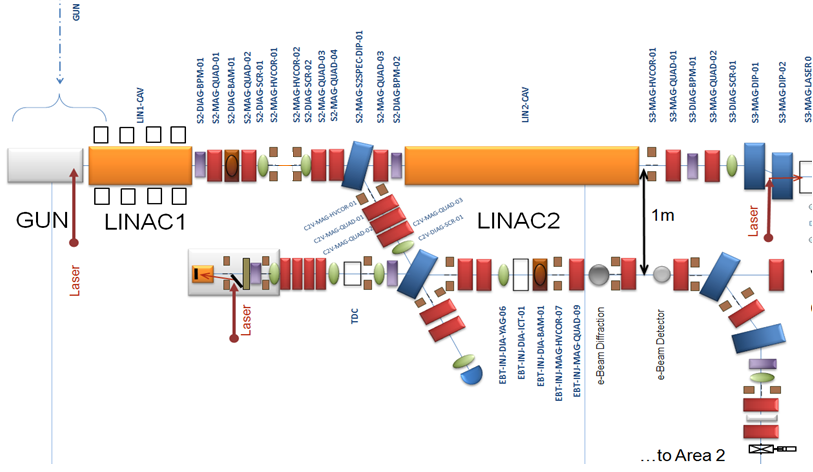 GUN
LIN1-CAV
S2-DIAG-BPM-01
S2-MAG-QUAD-01
S2-DIAG-BAM-01
S2-MAG-QUAD-02
S2-DIAG-SCR-01
S2-MAG-HVCOR-01
S2-MAG-HVCOR-02
S2-DIAG-SCR-02
S2-MAG-QUAD-03
S2-MAG-QUAD-04
S2-MAG-S2SPEC-DIP-01
S2-MAG-QUAD-03
S2-DIAG-BPM-02
LIN2-CAV
S3-MAG-HVCOR-01
S3-MAG-QUAD-01
S3-DIAG-BPM-01
S3-MAG-QUAD-02
S3-DIAG-SCR-01
S3-MAG-DIP-01
S3-MAG-DIP-02
S3-MAG-LASER 0
GUN
LINAC1
LINAC2
1m
Laser
Laser
Laser
C2V-MAG-HVCOR-01
C2V-MAG-QUAD-01
C2V-MAG-QUAD-02
C2V-MAG-QUAD-03
C2V-DIAG-SCR-01
TDC
EBT-INJ-DIA-YAG-06
EBT-INJ-DIA-ICT-01
EBT-INJ-DIA-BAM-01
EBT-INJ-MAG-HVCOR-07
EBT-INJ-MAG-QUAD-09
e-Beam Diffraction
e-Beam Detector
...to Area 2